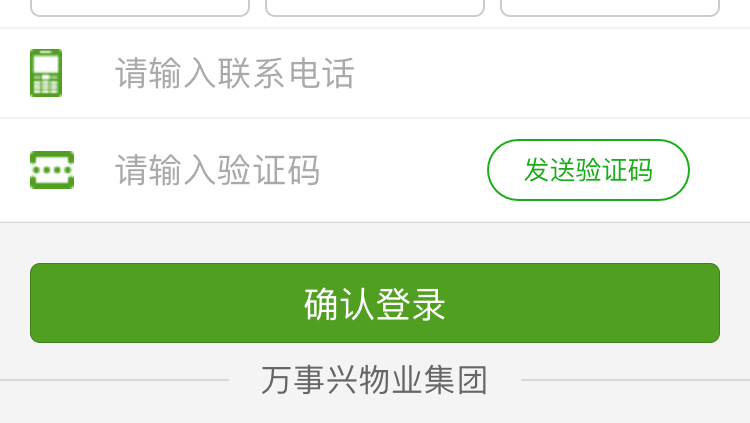 请输入联系电话
请输入验证码
发送验证码
确认登录
万事兴物业集团